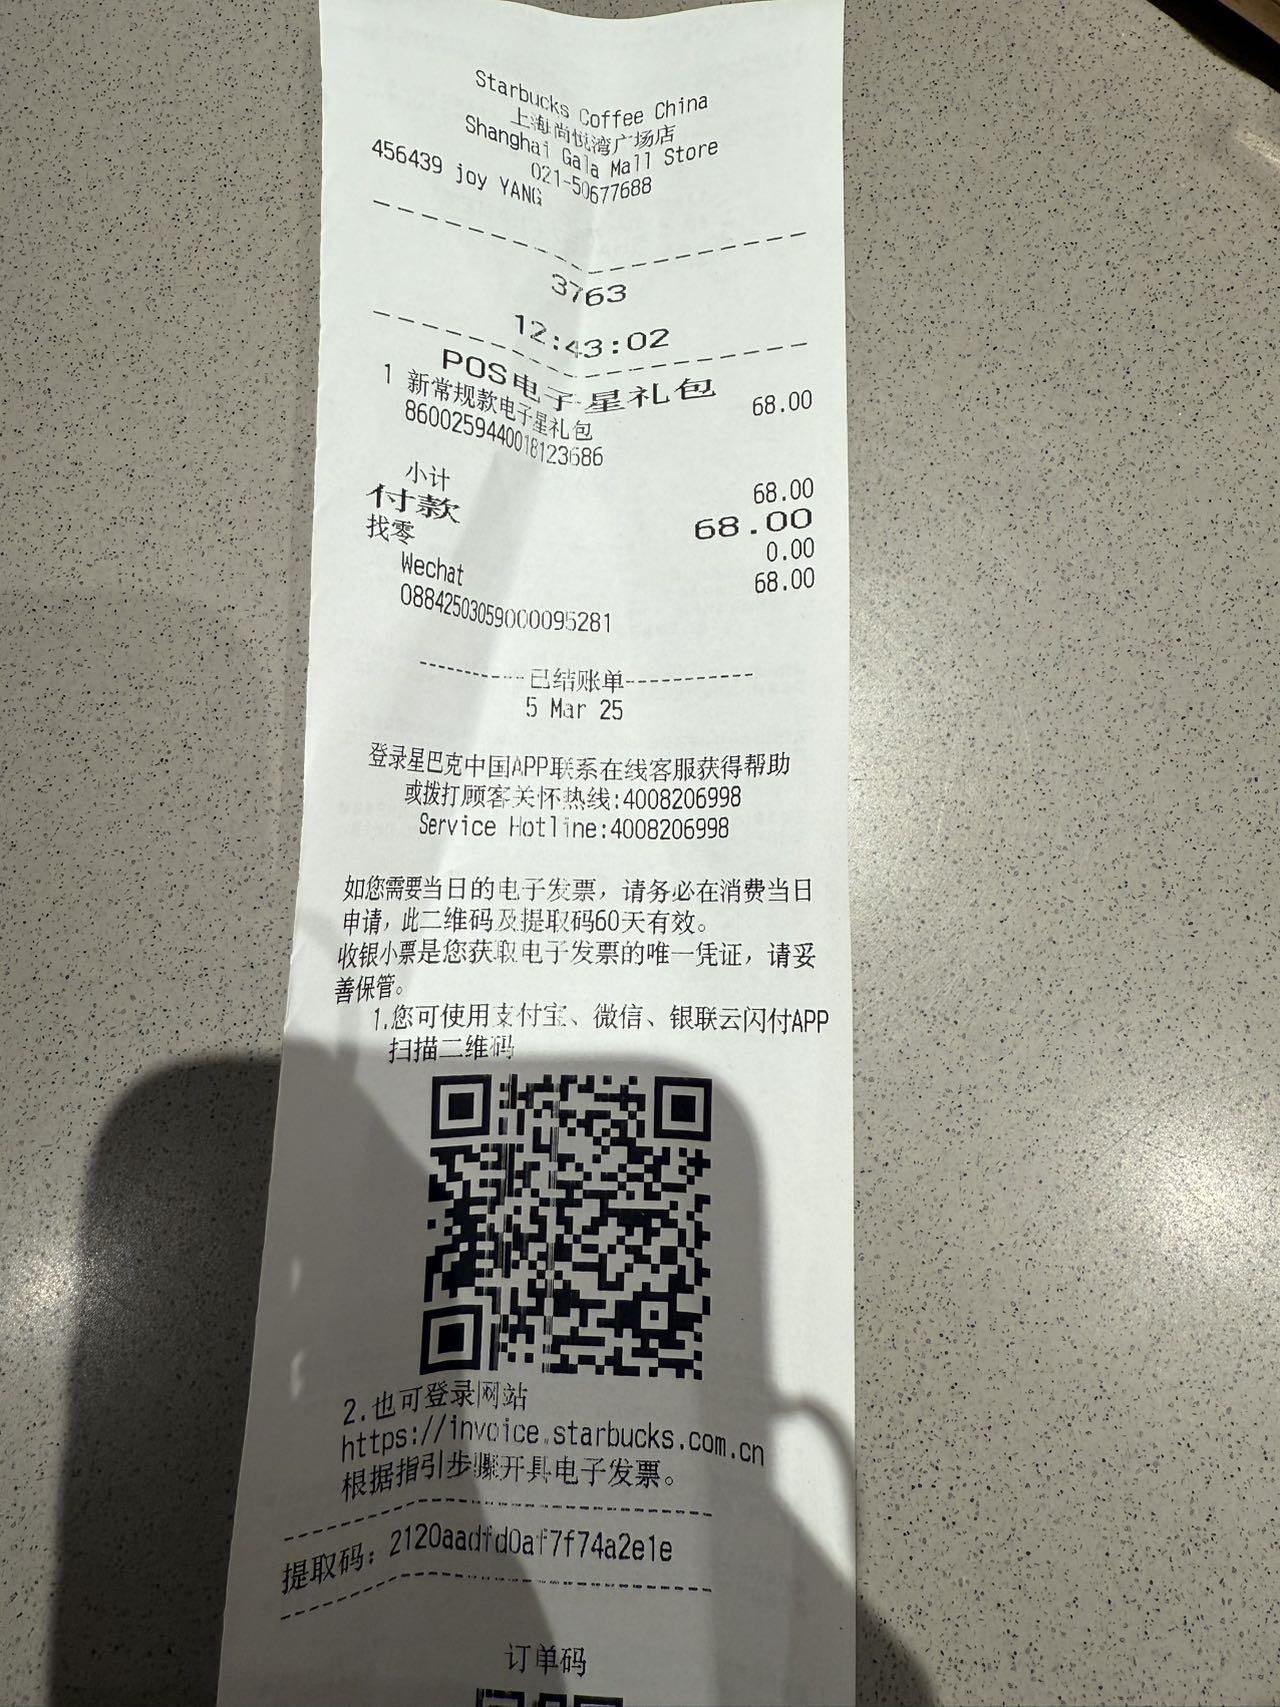 Starbucks Coffee China
上海尚悦湾广场店
Shanghai Gala Mall Store
021-50677688
456439 joy YANG
3763
12:43:02
POS电子星礼包
1 新常规款电子星礼包 68.00
8600259440018123686
小计 68.00
付款 68.00
找零 0.00
Wechat 68.00
08842503059000095281
----------已结账单-----------
5 Mar 25
登录星巴克中国APP联系在线客服获得帮助
或拨打顾客关怀热线:4008206998
Service Hotline:4008206998
如您需要当日的电子发票，请务必在消费当日
申请，此二维码及提取码60天有效。
收银小票是您获取电子发票的唯一凭证，请妥
善保管。
1.您可使用支付宝、微信、银联云闪付APP
扫描二维码
2.也可登录网站
https://invoice.starbucks.com.cn
根据指引步骤开具电子发票。
提取码: 2120aadfd0af7f74a2e1e
订单码